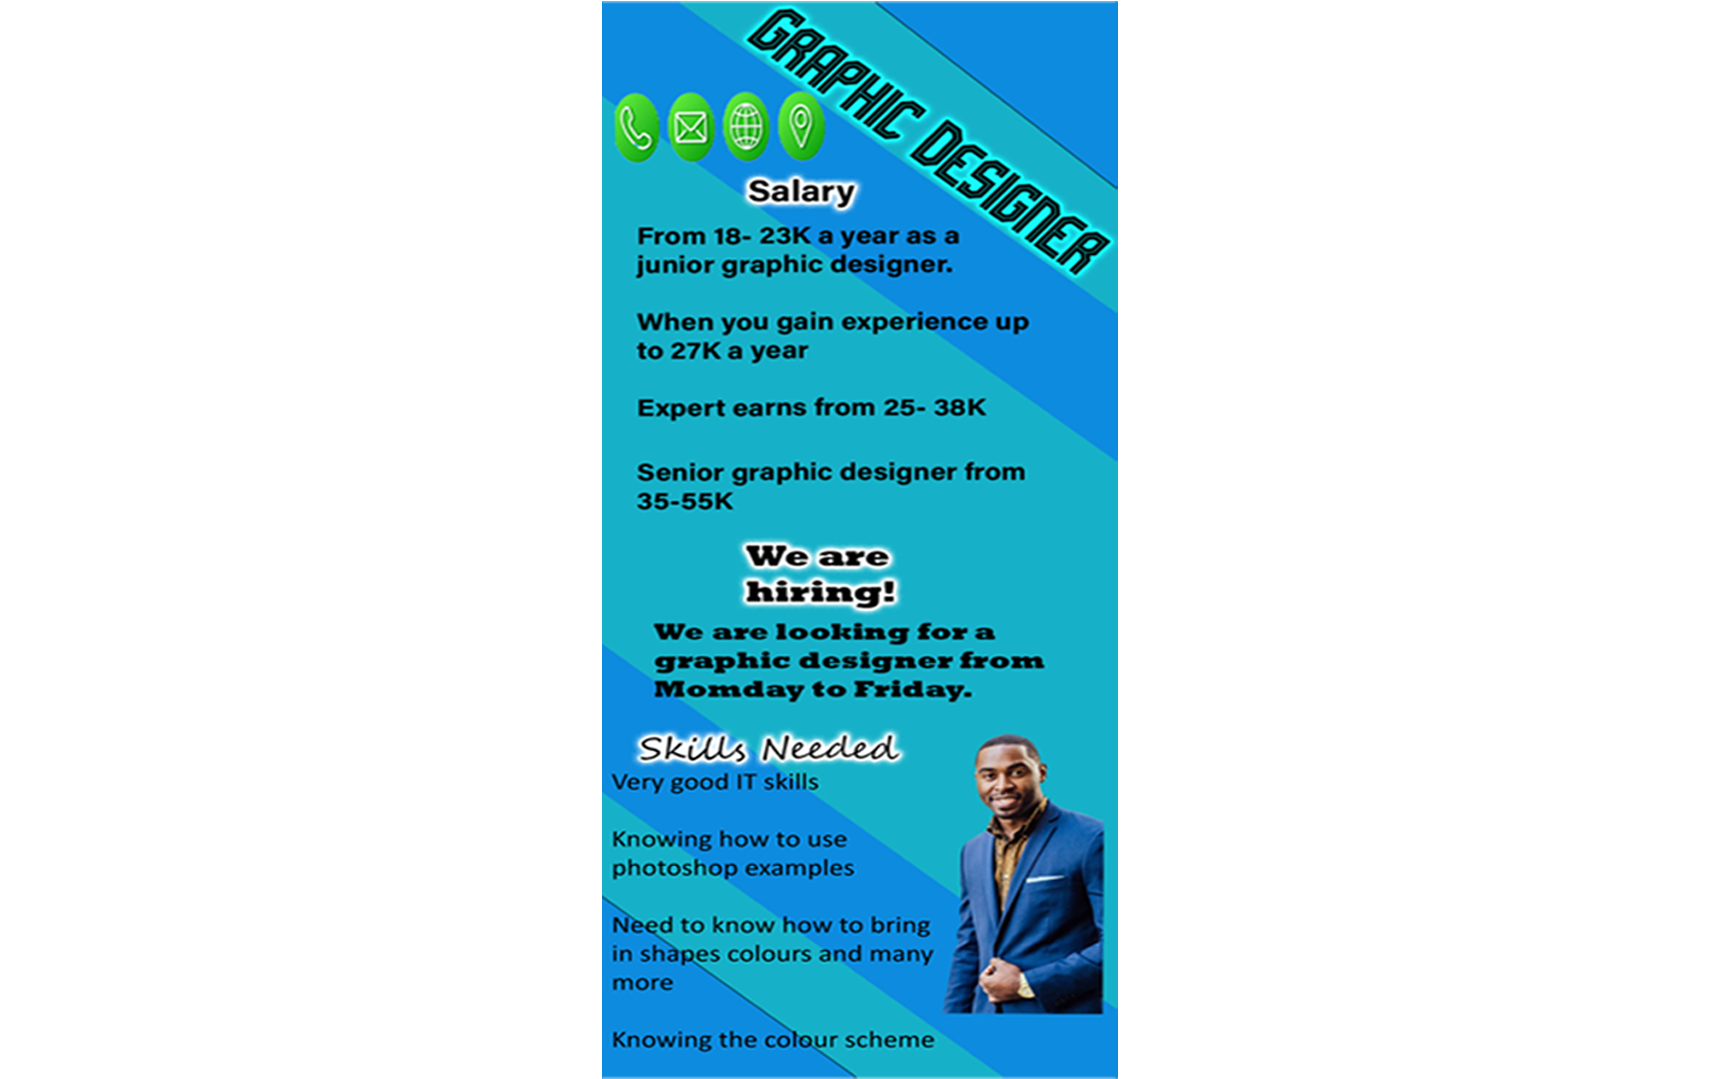 GRAPHIC DESIGNER
Salary
From 18- 23K a year as a
junior graphic designer.
When you gain experience up
to 27K a year
Expert earns from 25- 38K
Senior graphic designer from
35-55K
We are
hiring!
We are looking for a
graphic designer from
Momday to Friday.
Skills Needed
Very good IT skills
Knowing how to use
photoshop examples
Need to know how to bring
in shapes colours and many
more
Knowing the colour scheme